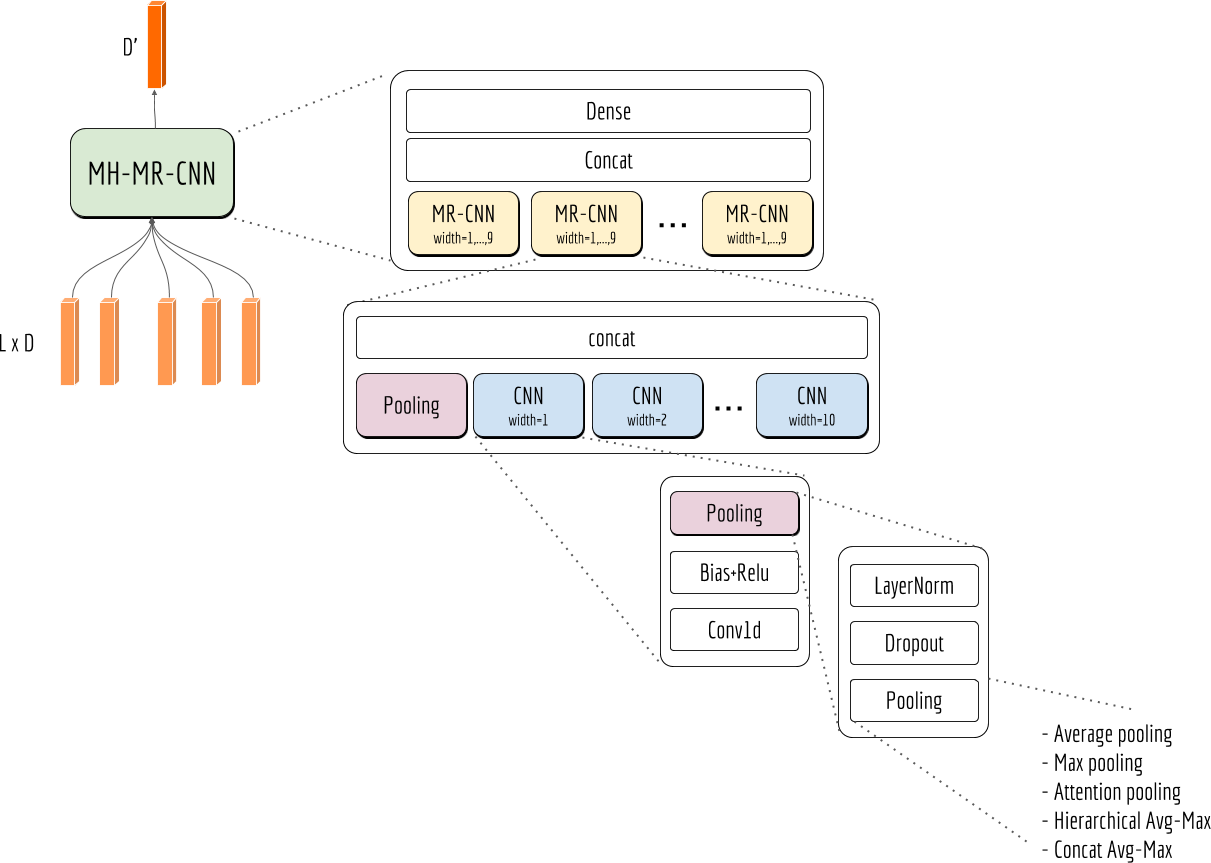 D'
MH-MR-CNN
L x D
Dense
Concat
MR-CNN
width=1,...,9
MR-CNN
width=1,...,9
...
MR-CNN
width=1,...,9
concat
Pooling
CNN
width=1
CNN
width=2
...
CNN
width=10
Pooling
Bias+Relu
Conv1d
LayerNorm
Dropout
Pooling
- Average pooling
- Max pooling
- Attention pooling
- Hierarchical Avg-Max
- Concat Avg-Max